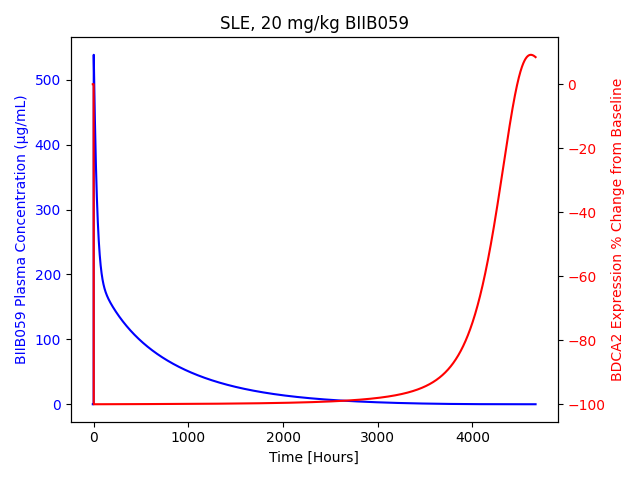 SLE, 20 mg/kg BIIB059
BIIB059 Plasma Concentration (µg/mL)
500
400
300
200
100
0
0
−20
−40
−60
−80
−100
BDCA2 Expression % Change from Baseline
0 1000 2000 3000 4000
Time [Hours]